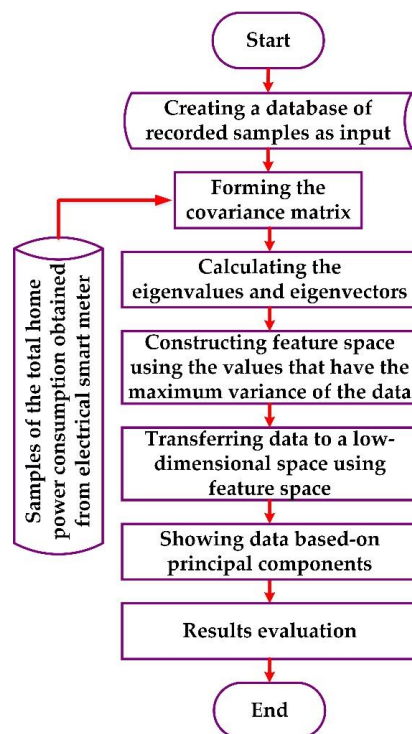 Start
Creating a database of
recorded samples as input
Forming the
covariance matrix
Samples of the total home
power consumption obtained
from electrical smart meter
Calculating the
eigenvalues and eigenvectors
Constructing feature space
using the values that have the
maximum variance of the data
Transferring data to a low-
dimensional space using
feature space
Showing data based-on
principal components
Results evaluation
End